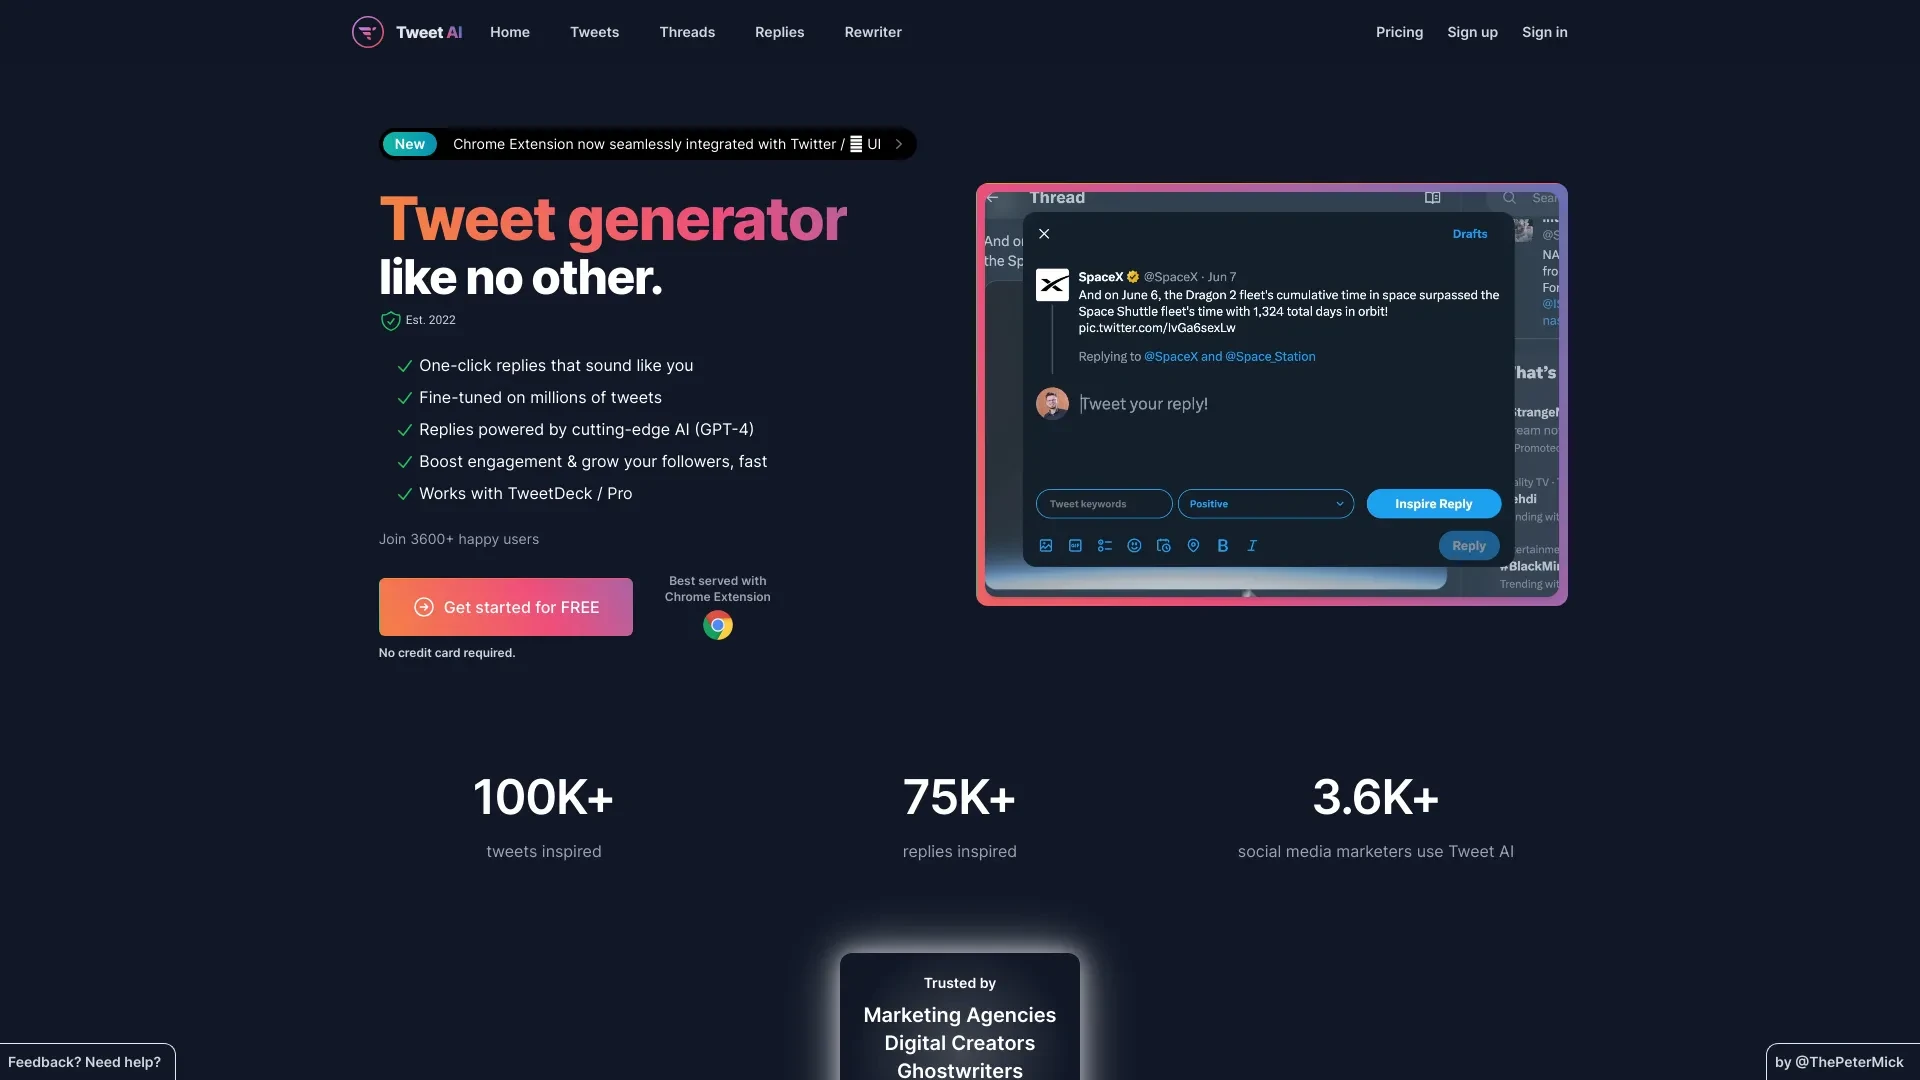 Tweet AI
Home
Tweets
Threads
Replies
Rewriter
Pricing
Sign up
Sign in
New
Chrome Extension now seamlessly integrated with Twitter / UI
Tweet generator
like no other.
Est. 2022
One-click replies that sound like you
Fine-tuned on millions of tweets
Replies powered by cutting-edge AI (GPT-4)
Boost engagement & grow your followers, fast
Works with TweetDeck / Pro
Join 3600+ happy users
Get started for FREE
No credit card required.
Best served with
Chrome Extension
Thread
Drafts
SpaceX @SpaceX · Jun 7
And on June 6, the Dragon 2 fleet's cumulative time in space surpassed the
Space Shuttle fleet's time with 1,324 total days in orbit!
pic.twitter.com/lvGa6sexLw
Replying to @SpaceX and @Space_Station
Tweet your reply!
Tweet keywords
Positive
Inspire Reply
GIF
B
I
Reply
Promoted
Trending wit
100K+
tweets inspired
75K+
replies inspired
3.6K+
social media marketers use Tweet AI
Trusted by
Marketing Agencies
Digital Creators
Ghostwriters
Feedback? Need help?
by @ThePeterMick